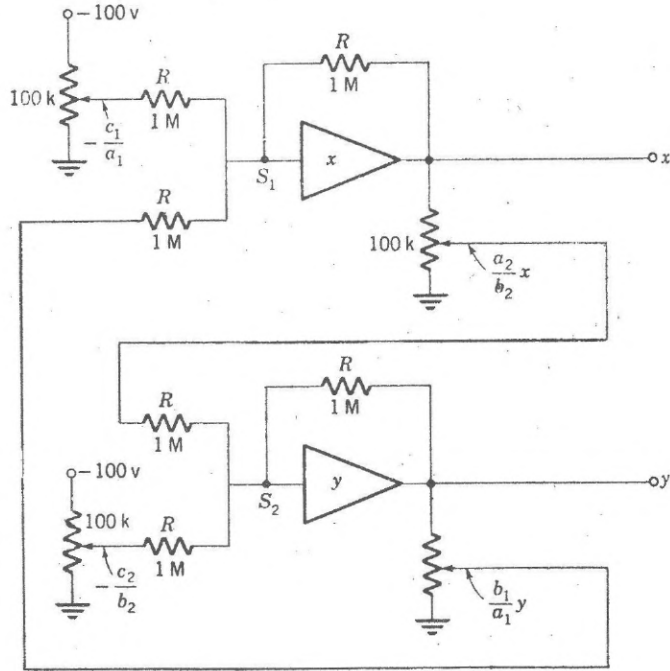 −100 v
R
R
100 k
1 M
1 M
− c₁/a₁
x
x
S₁
R
1 M
100 k
a₂/b₂ x
R
R
1 M
1 M
−100 v
y
y
S₂
100 k
R
1 M
− c₂/b₂
b₁/a₁ y